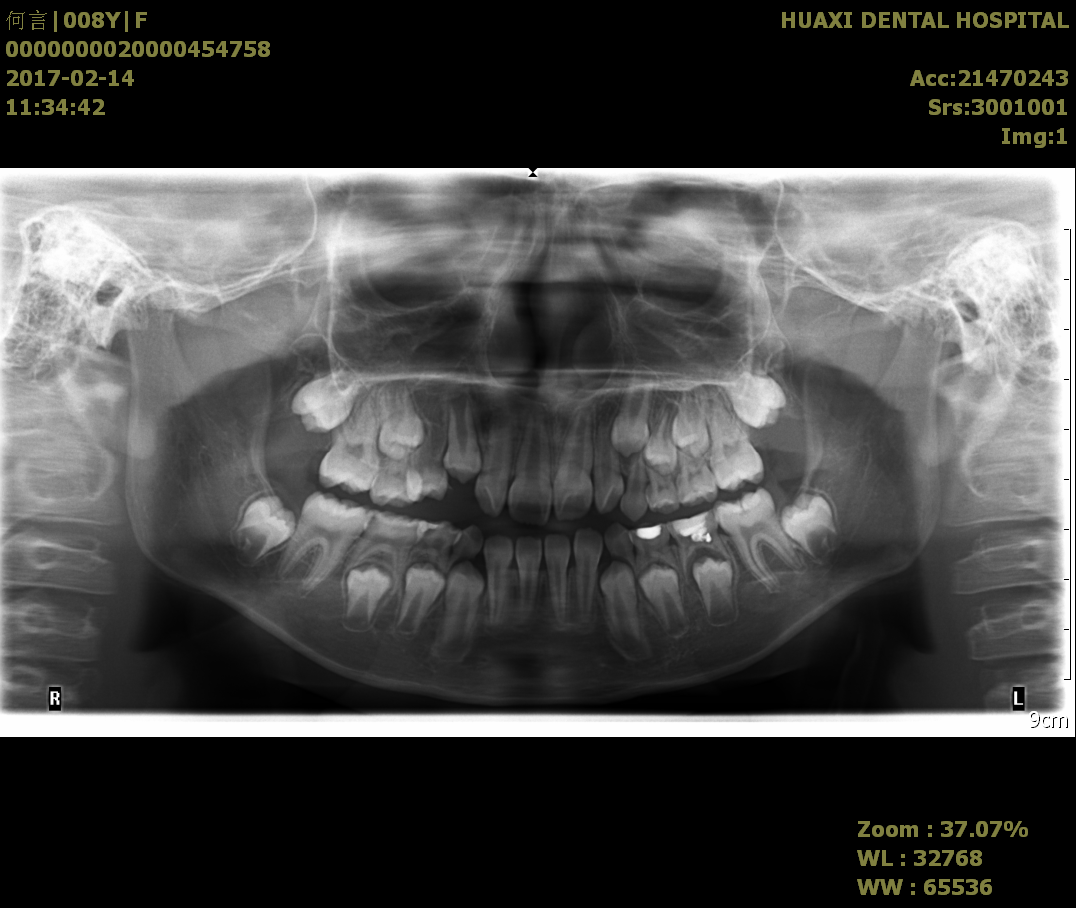 何言|008Y|F
0000000020000454758
2017-02-14
11:34:42
HUAXI DENTAL HOSPITAL
Acc:21470243
Srs:3001001
Img:1
R
L
9cm
Zoom : 37.07%
WL : 32768
WW : 65536